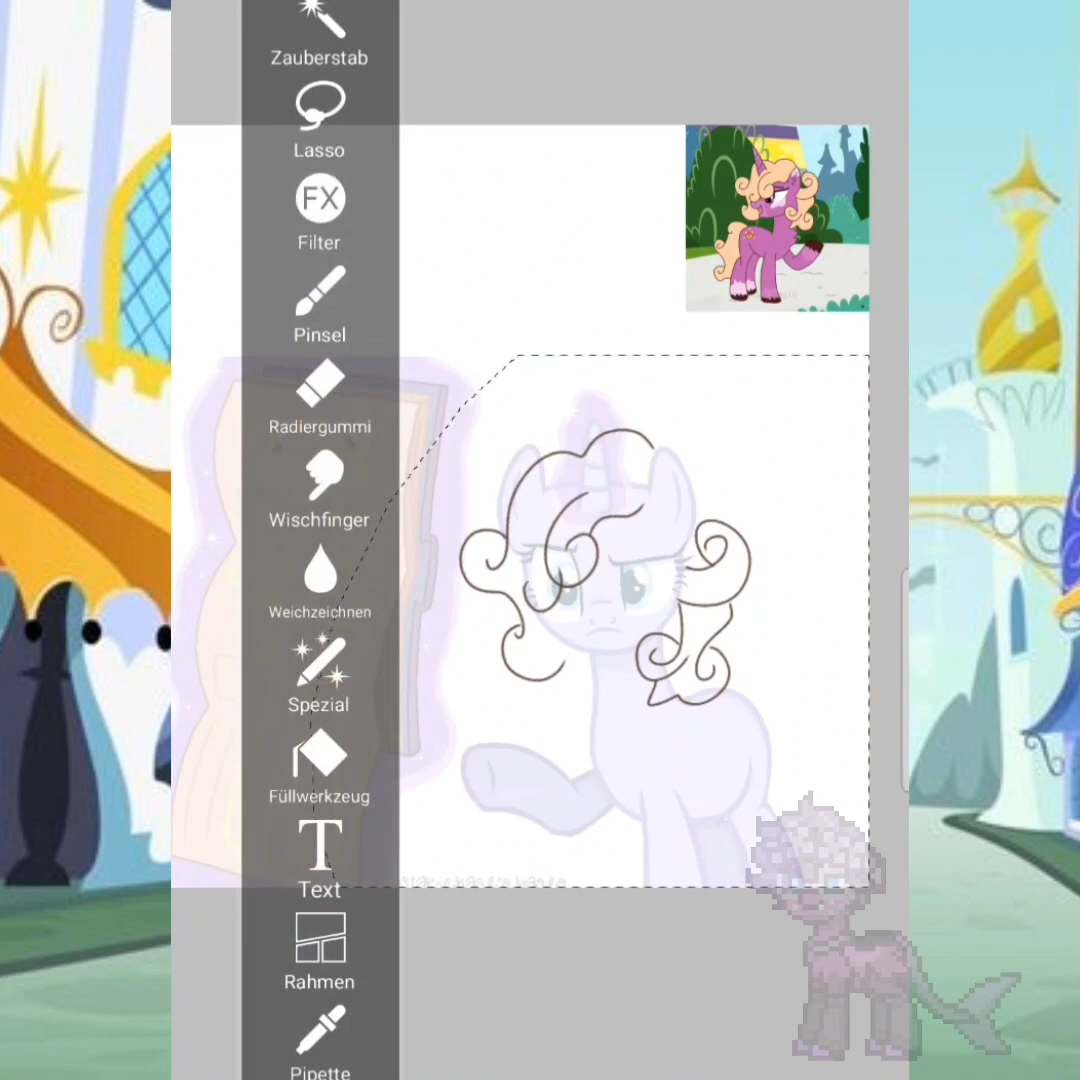 Zauberstab
Lasso
FX
Filter
Pinsel
Radiergummi
Wischfinger
Weichzeichnen
Spezial
Füllwerkzeug
T
Text
Rahmen
Pipette